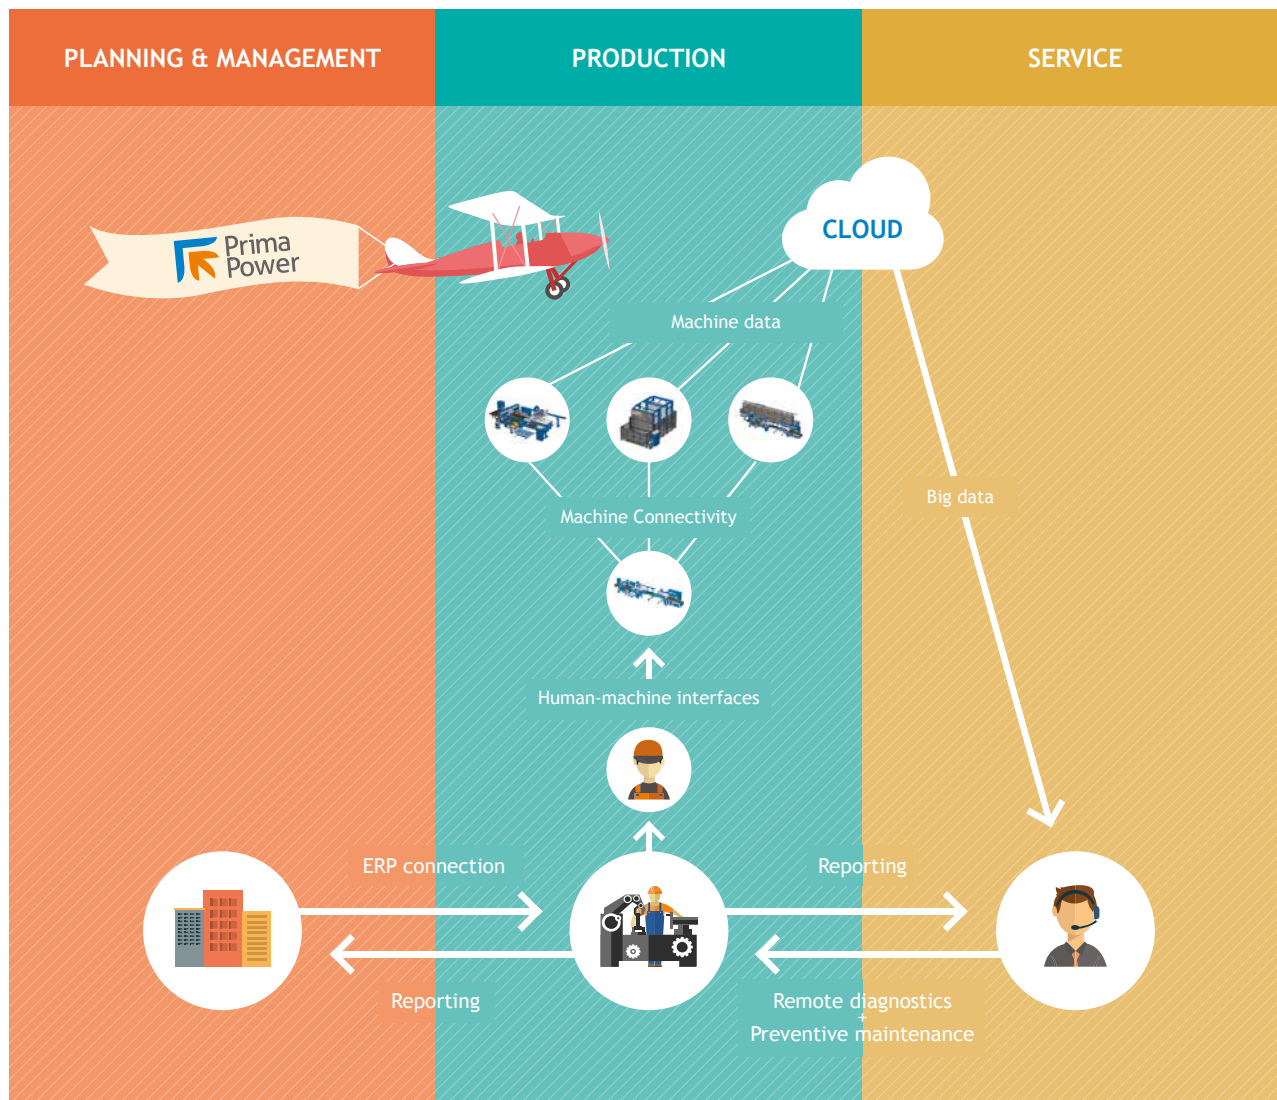 PLANNING & MANAGEMENT
PRODUCTION
SERVICE
Prima
Power
CLOUD
Machine data
Big data
Machine Connectivity
Human-machine interfaces
ERP connection
Reporting
Reporting
Remote diagnostics
+
Preventive maintenance